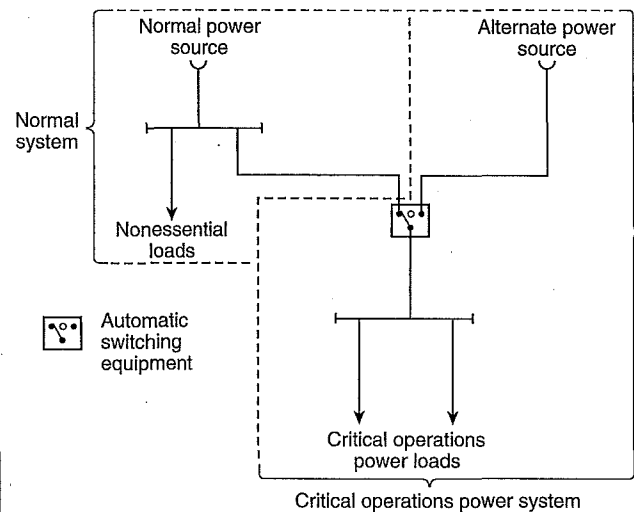 Normal power
source
Alternate power
source
Normal
system
Nonessential
loads
Automatic
switching
equipment
Critical operations
power loads
Critical operations power system